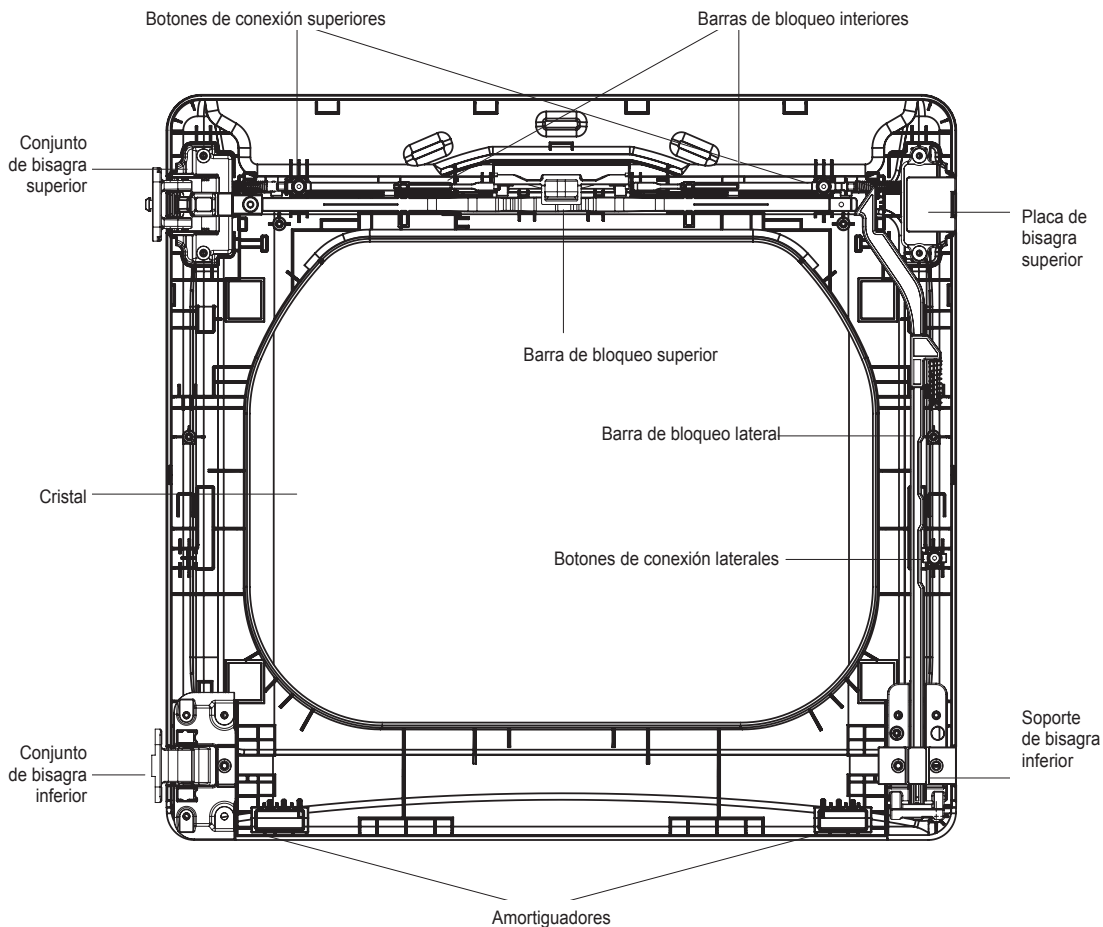 Botones de conexión superiores
Barras de bloqueo interiores
Conjunto
de bisagra
superior
Placa de
bisagra
superior
Barra de bloqueo superior
Barra de bloqueo lateral
Cristal
Botones de conexión laterales
Conjunto
de bisagra
inferior
Soporte
de bisagra
inferior
Amortiguadores